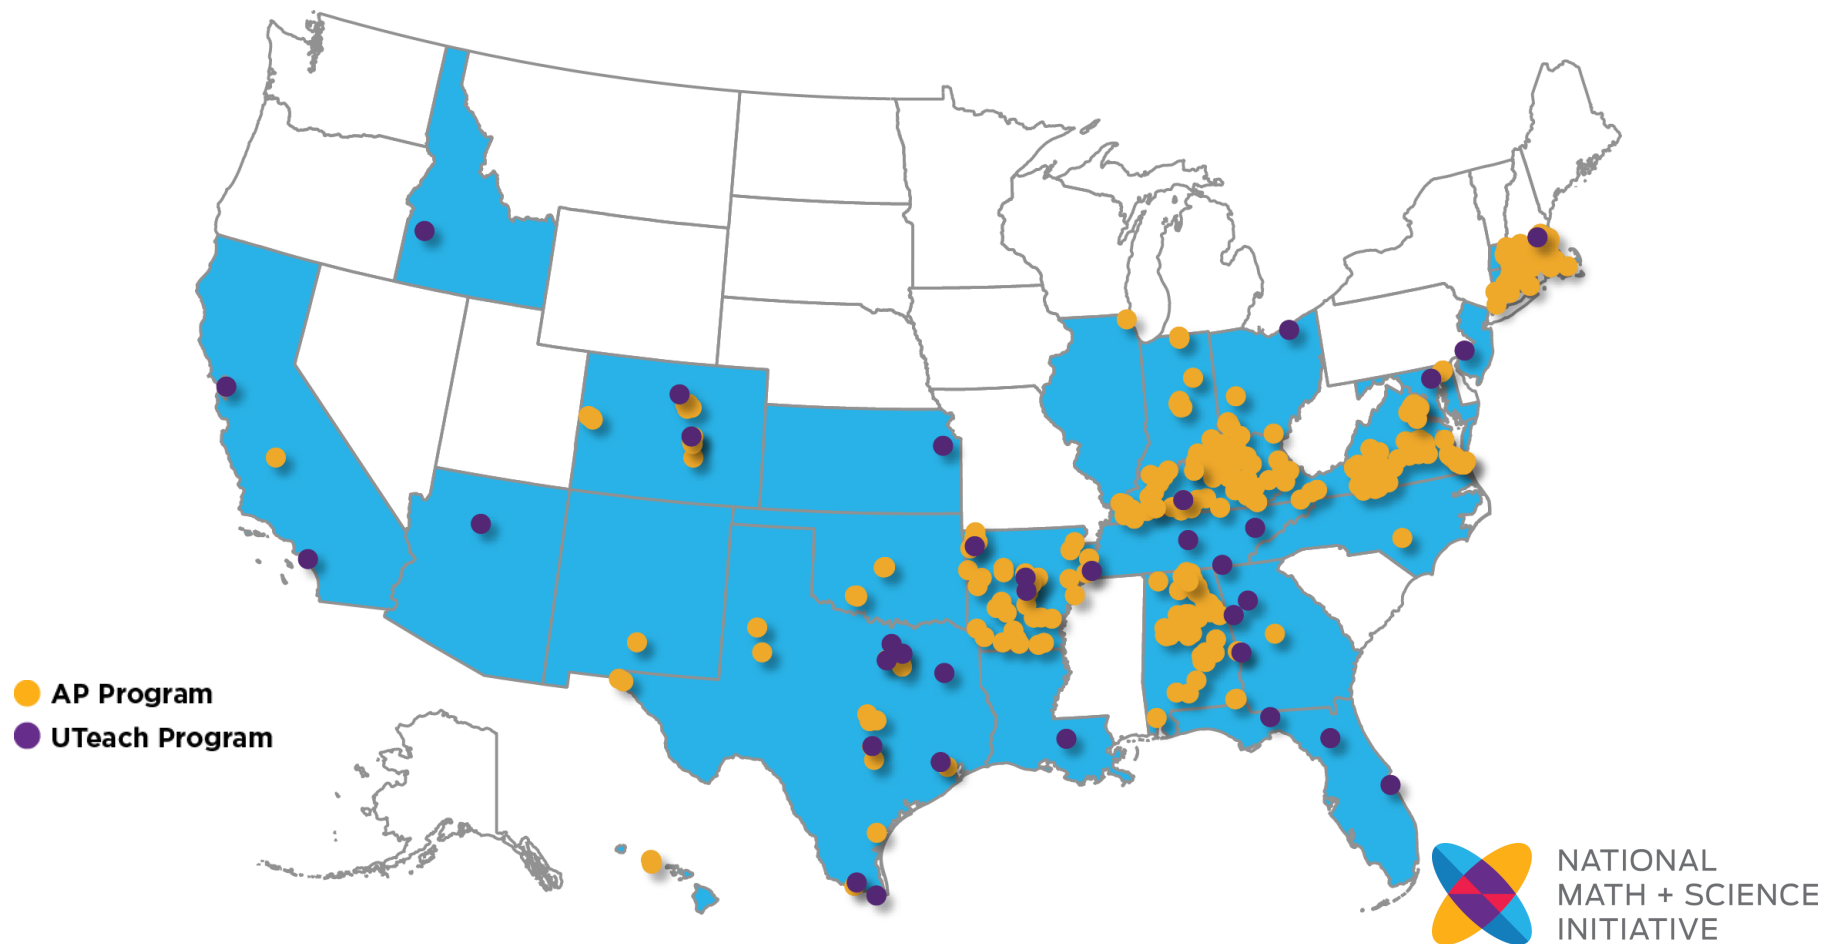 AP Program
UTeach Program
NATIONAL
MATH + SCIENCE
INITIATIVE